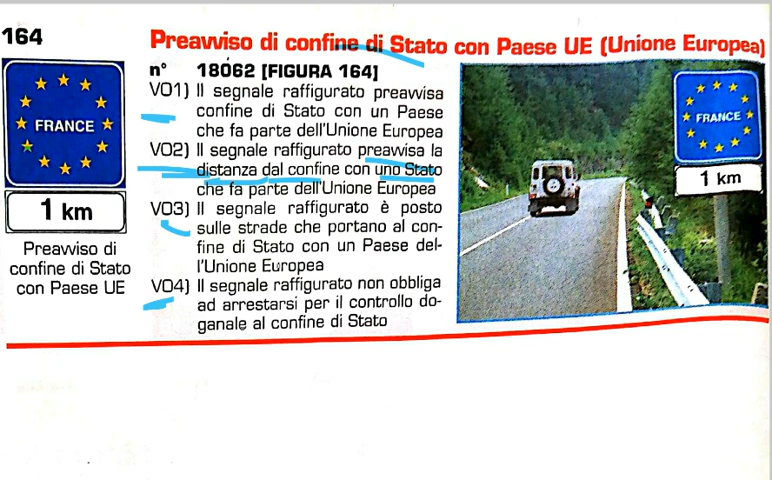 164
Preavviso di confine di Stato con Paese UE (Unione Europea)
FRANCE
1 km
Preavviso di
confine di Stato
con Paese UE
n° 18062 [FIGURA 164]
V01) Il segnale raffigurato preavvisa
confine di Stato con un Paese
che fa parte dell'Unione Europea
V02) Il segnale raffigurato preavvisa la
distanza dal confine con uno Stato
che fa parte dell'Unione Europea
V03) Il segnale raffigurato è posto
sulle strade che portano al con-
fine di Stato con un Paese del-
l'Unione Europea
V04) Il segnale raffigurato non obbliga
ad arrestarsi per il controllo do-
ganale al confine di Stato
FRANCE
1 km